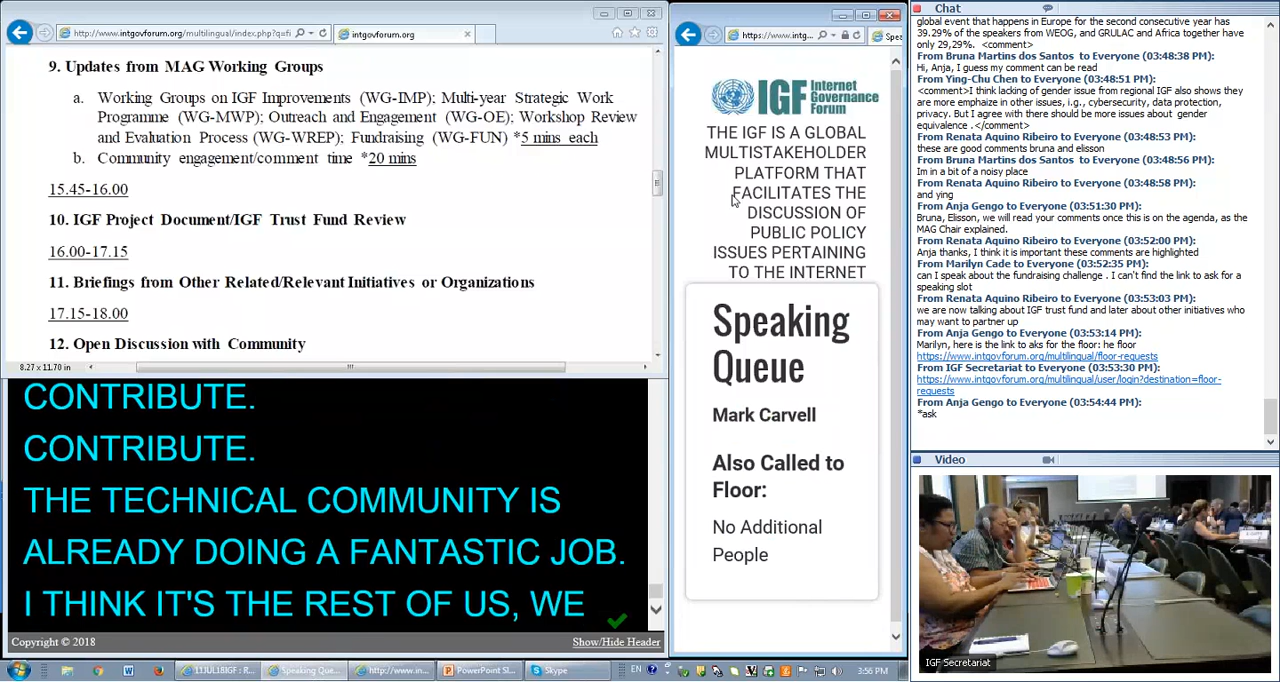 http://www.intgovforum.org/multilingual/index.php?q=fi
intgovforum.org
9. Updates from MAG Working Groups
a. Working Groups on IGF Improvements (WG-IMP); Multi-year Strategic Work
Programme (WG-MWP); Outreach and Engagement (WG-OE); Workshop Review
and Evaluation Process (WG-WREP); Fundraising (WG-FUN) *5 mins each
b. Community engagement/comment time *20 mins
15.45-16.00
10. IGF Project Document/IGF Trust Fund Review
16.00-17.15
11. Briefings from Other Related/Relevant Initiatives or Organizations
17.15-18.00
12. Open Discussion with Community
8.27 x 11.70 in
CONTRIBUTE.
CONTRIBUTE.
THE TECHNICAL COMMUNITY IS
ALREADY DOING A FANTASTIC JOB.
I THINK IT'S THE REST OF US, WE
Copyright © 2018
Show/Hide Header
https://www.intg...
Spea
IGF Internet
Governance
Forum
THE IGF IS A GLOBAL
MULTISTAKEHOLDER
PLATFORM THAT
FACILITATES THE
DISCUSSION OF
PUBLIC POLICY
ISSUES PERTAINING
TO THE INTERNET
Speaking
Queue
Mark Carvell
Also Called to
Floor:
No Additional
People
Chat
global event that happens in Europe for the second consecutive year has
39.29% of the speakers from WEOG, and GRULAC and Africa together have
only 29,29%. <comment>
From Bruna Martins dos Santos to Everyone (03:48:38 PM):
Hi, Anja, I guess my comment can be read
From Ying-Chu Chen to Everyone (03:48:51 PM):
<comment>I think lacking of gender issue from regional IGF also shows they
are more emphaize in other issues, i.g., cybersecurity, data protection,
privacy. But I agree with there should be more issues about gender
equivalence .</comment>
From Renata Aquino Ribeiro to Everyone (03:48:53 PM):
these are good comments bruna and elisson
From Bruna Martins dos Santos to Everyone (03:48:56 PM):
Im in a bit of a noisy place
From Renata Aquino Ribeiro to Everyone (03:48:58 PM):
and ying
From Anja Gengo to Everyone (03:51:30 PM):
Bruna, Elisson, we will read your comments once this is on the agenda, as the
MAG Chair explained.
From Renata Aquino Ribeiro to Everyone (03:52:00 PM):
Anja thanks, I think it is important these comments are highlighted
From Marilyn Cade to Everyone (03:52:35 PM):
can I speak about the fundraising challenge . I can't find the link to ask for a
speaking slot
From Renata Aquino Ribeiro to Everyone (03:53:03 PM):
we are now talking about IGF trust fund and later about other initiatives who
may want to partner up
From Anja Gengo to Everyone (03:53:14 PM):
Marilyn, here is the link to aks for the floor: he floor
https://www.intgovforum.org/multilingual/floor-requests
From IGF Secretariat to Everyone (03:53:30 PM):
https://www.intgovforum.org/multilingual/user/login?destination=floor-
requests
From Anja Gengo to Everyone (03:54:44 PM):
*ask
Video
IGF Secretariat
11JUL18IGF : R...
Speaking Que...
http://www.in...
PowerPoint Sl...
Skype
EN
3:56 PM